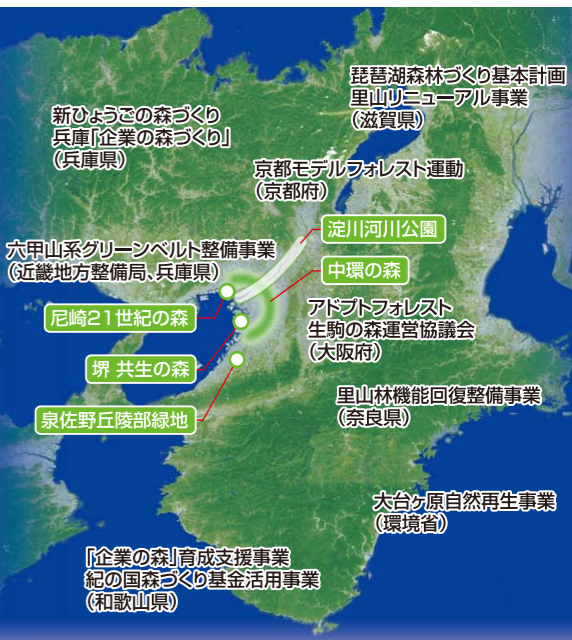 琵琶湖森林づくり基本計画
里山リニューアル事業
（滋賀県）
新ひょうごの森づくり
兵庫「企業の森づくり」
（兵庫県）
京都モデルフォレスト運動
（京都府）
淀川河川公園
六甲山系グリーンベルト整備事業
（近畿地方整備局、兵庫県）
中環の森
尼崎21世紀の森
アドプトフォレスト
生駒の森運営協議会
（大阪府）
堺 共生の森
里山林機能回復整備事業
（奈良県）
泉佐野丘陵部緑地
大台ヶ原自然再生事業
（環境省）
「企業の森」育成支援事業
紀の国森づくり基金活用事業
（和歌山県）